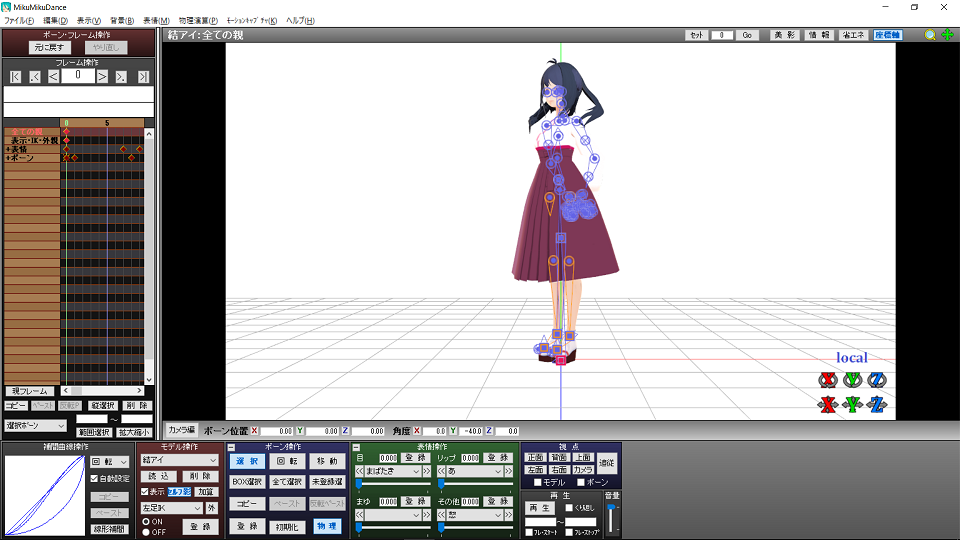 MikuMikuDance
ファイル(F) 編集(D) 表示(V) 背景(B) 表情(M) 物理演算(P) モーションキャプチャ(K) ヘルプ(H)
ボーン・フレーム操作
元に戻す やり直し
フレーム操作
0
0 5
全ての親
表示・IK・外観
+表情
+ボーン
現フレーム
コピー ペースト 反転P 縦選択 削 除
選択ボーン ～
範囲選択 拡大縮小
結アイ:全ての親
セット 0 Go 美 影 情 報 省エネ 座標軸
local
X Y Z
X Y Z
カメラ編 ボーン位置 X 0.00 Y 0.00 Z 0.00 角度 X 0.0 Y -40.0 Z 0.0
補間曲線操作
回 転
自動設定
コピー
ペースト
線形補間
モデル操作
結アイ
読 込 削 除
表示 加算
左足IK 外
ON
OFF
登 録
ボーン操作
選 択 回 転 移 動
BOX選択 全て選択 未登録選
コピー ペースト 反転ペースト
登 録 初期化 物 理
表情操作
目 0.000 登 録 リップ 0.000 登 録
まばたき あ
まゆ 0.000 登 録 その他 0.000 登 録
怒
視 点
正面 背面 上面
左面 右面 カメラ
追従
モデル ボーン
再 生
再 生 くり返し
～
フレ・スタート フレ・ストップ
音量